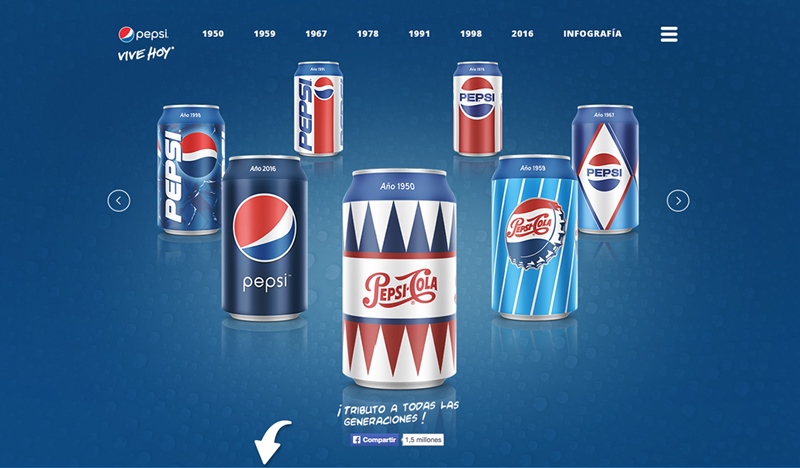 pepsi
1950 1959 1967 1978 1991 1998 2016 INFOGRAFÍA
VIVE HOY
Año 1998
PEPSI
PEPSI
PEPSI
Año 1967
PEPSI
Año 2016
pepsi™
Año 1950
PEPSI-COLA
Año 1959
PEPSI-COLA
¡TRIBUTO A TODAS LAS
GENERACIONES!
Compartir 1,5 millones